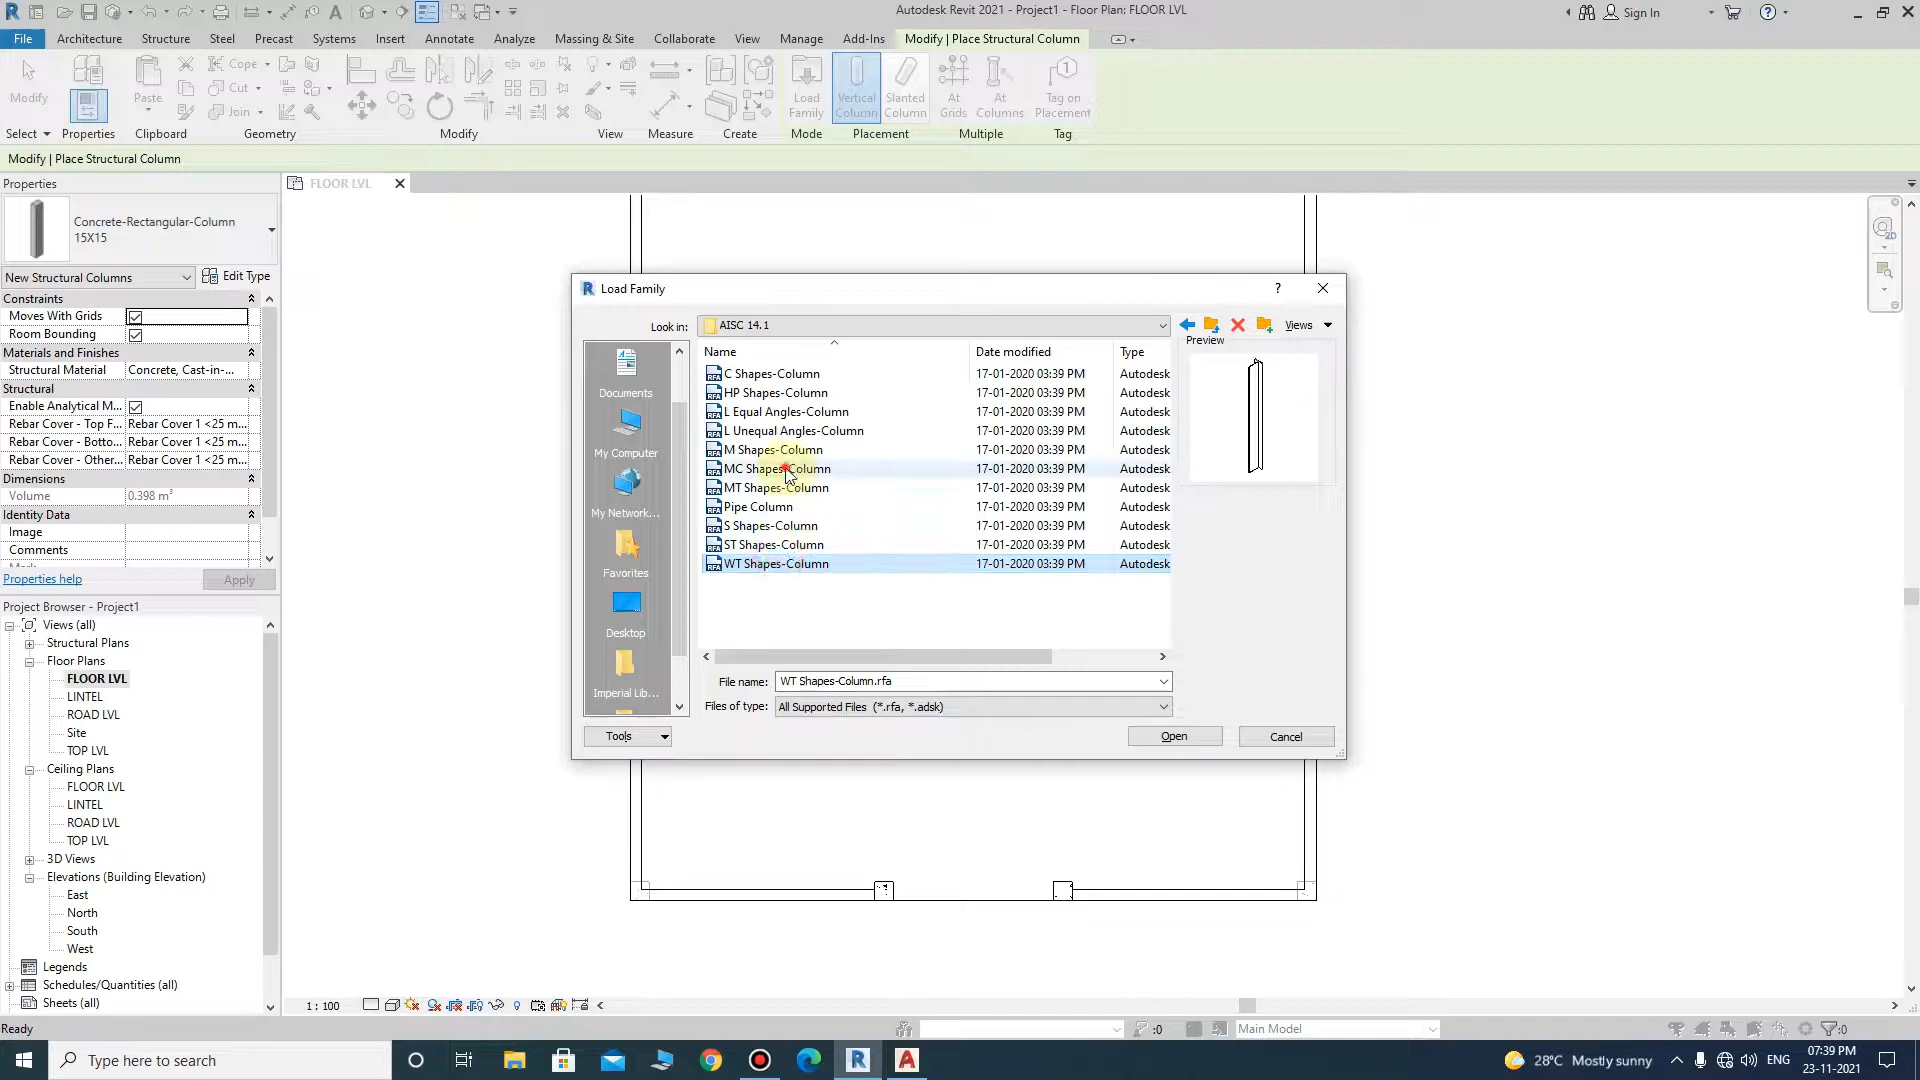 Autodesk Revit 2021 - Project1 - Floor Plan: FLOOR LVL
Sign In
File Architecture Structure Steel Precast Systems Insert Annotate Analyze Massing & Site Collaborate View Manage Add-Ins Modify | Place Structural Column
Modify
Paste
Cope
Cut
Join
Load Family
Vertical Column
Slanted Column
At Grids
At Columns
Tag on Placement
Select Properties Clipboard Geometry Modify View Measure Create Mode Placement Multiple Tag
Modify | Place Structural Column
Properties
FLOOR LVL
Concrete-Rectangular-Column
15X15
New Structural Columns
Edit Type
Constraints
Moves With Grids
Room Bounding
Materials and Finishes
Structural Material Concrete, Cast-in-...
Structural
Enable Analytical M...
Rebar Cover - Top F... Rebar Cover 1 <25 m...
Rebar Cover - Botto... Rebar Cover 1 <25 m...
Rebar Cover - Other... Rebar Cover 1 <25 m...
Dimensions
Volume 0.398 m³
Identity Data
Image
Comments
Properties help
Apply
Project Browser - Project1
Views (all)
Structural Plans
Floor Plans
FLOOR LVL
LINTEL
ROAD LVL
Site
TOP LVL
Ceiling Plans
FLOOR LVL
LINTEL
ROAD LVL
TOP LVL
3D Views
Elevations (Building Elevation)
East
North
South
West
Legends
Schedules/Quantities (all)
Sheets (all)
Load Family
Look in: AISC 14.1
Views
Documents
My Computer
My Network...
Favorites
Desktop
Imperial Lib...
Name Date modified Type
C Shapes-Column 17-01-2020 03:39 PM Autodesk
HP Shapes-Column 17-01-2020 03:39 PM Autodesk
L Equal Angles-Column 17-01-2020 03:39 PM Autodesk
L Unequal Angles-Column 17-01-2020 03:39 PM Autodesk
M Shapes-Column 17-01-2020 03:39 PM Autodesk
MC Shapes-Column 17-01-2020 03:39 PM Autodesk
MT Shapes-Column 17-01-2020 03:39 PM Autodesk
Pipe Column 17-01-2020 03:39 PM Autodesk
S Shapes-Column 17-01-2020 03:39 PM Autodesk
ST Shapes-Column 17-01-2020 03:39 PM Autodesk
WT Shapes-Column 17-01-2020 03:39 PM Autodesk
Preview
File name: WT Shapes-Column.rfa
Files of type: All Supported Files (*.rfa, *.adsk)
Tools
Open
Cancel
1 : 100
Ready
:0
Main Model
:0
Type here to search
28°C Mostly sunny
ENG
07:39 PM
23-11-2021